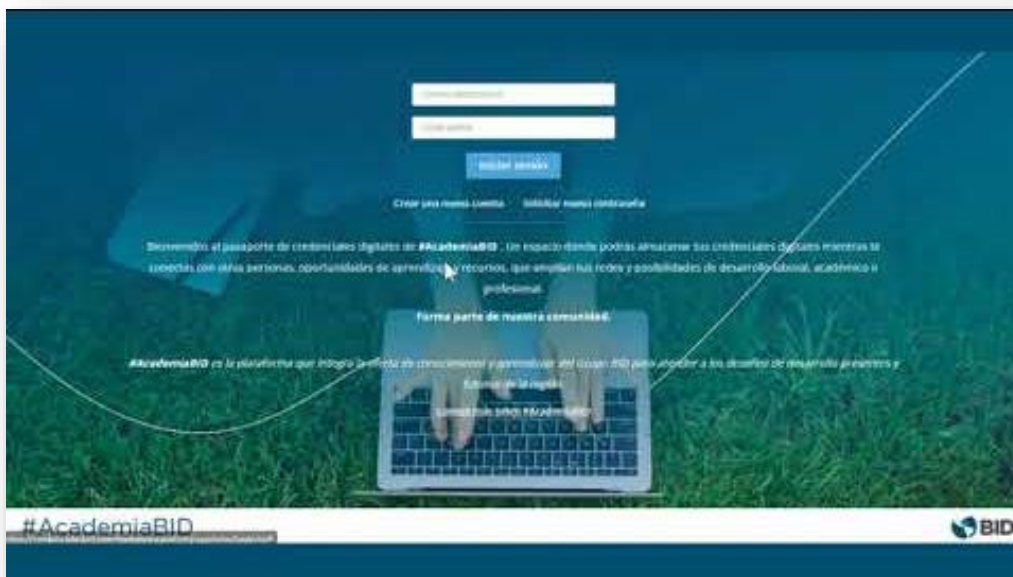 Iniciar sesión
Crear una nueva cuenta Solicitar nueva contraseña
Bienvenidos al pasaporte de credenciales digitales de #AcademiaBID . Un espacio donde podrás almacenar tus credenciales digitales mientras te
conectas con otras personas, oportunidades de aprendizaje y recursos, que amplían tus redes y posibilidades de desarrollo laboral, académico o
profesional.
Forma parte de nuestra comunidad.
#AcademiaBID es la plataforma que integra la oferta de conocimiento y aprendizaje del Grupo BID para atender a los desafíos de desarrollo presentes y
futuros de la región
#AcademiaBID
BID